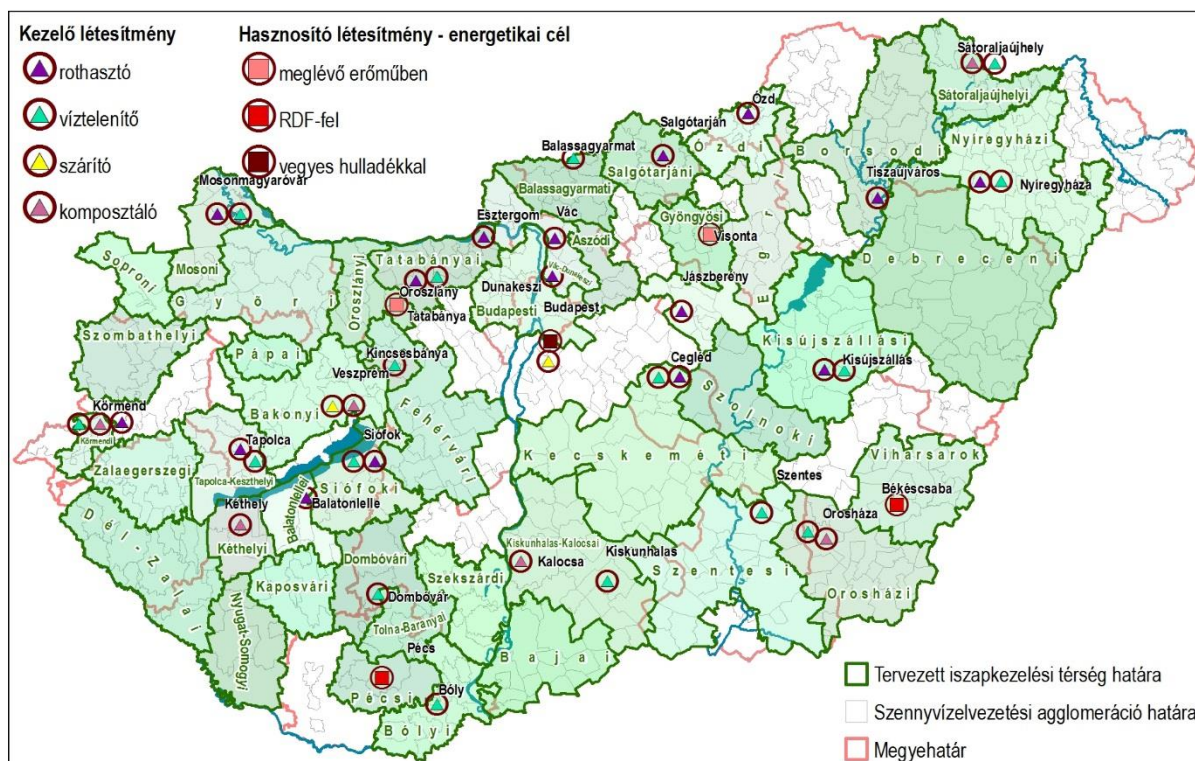 Kezelő létesítmény
rothasztó
víztelenítő
szárító
komposztáló
Hasznosító létesítmény - energetikai cél
meglévő erőműben
RDF-fel
vegyes hulladékkal
Sátoraljaújhely
Sátoraljaújhelyi
Ózd
Salgótarján
Ózdi
Borsodi
Nyíregyházi
Balassagyarmat
Salgótarjáni
Tiszaújváros
Nyíregyháza
Mosonmagyaróvár
Balassagyarmati
Esztergom
Vác
Gyöngyösi
Visonta
Aszódi
Egri
Debreceni
Soproni
Mosoni
Győri
Oroszlányi
Tatabányai
Oroszlány
Tatabánya
Dunakeszi
Vác-Dunakeszi
Budapesti
Budapest
Jászberény
Szombathelyi
Pápai
Kincsesbánya
Veszprém
Cegléd
Kisújszállási
Kisújszállás
Körmend
Körmendi
Bakonyi
Fehérvári
Szolnoki
Tapolca
Siófok
Zalaegerszegi
Tapolca-Keszthelyi
Siófoki
Kecskeméti
Viharsarok
Kéthely
Balatonlellei
Balatonlelle
Szentes
Békéscsaba
Orosháza
Dél-Zalai
Kéthelyi
Dombóvári
Kiskunhalas-Kalocsai
Kalocsa
Kiskunhalas
Kaposvári
Szekszárdi
Szentesi
Orosházi
Dombóvár
Nyugat-Somogyi
Tolna-Baranyai
Bajai
Pécs
Pécsi
Bóly
Bólyi
Tervezett iszapkezelési térség határa
Szennyvízelvezetési agglomeráció határa
Megyehatár